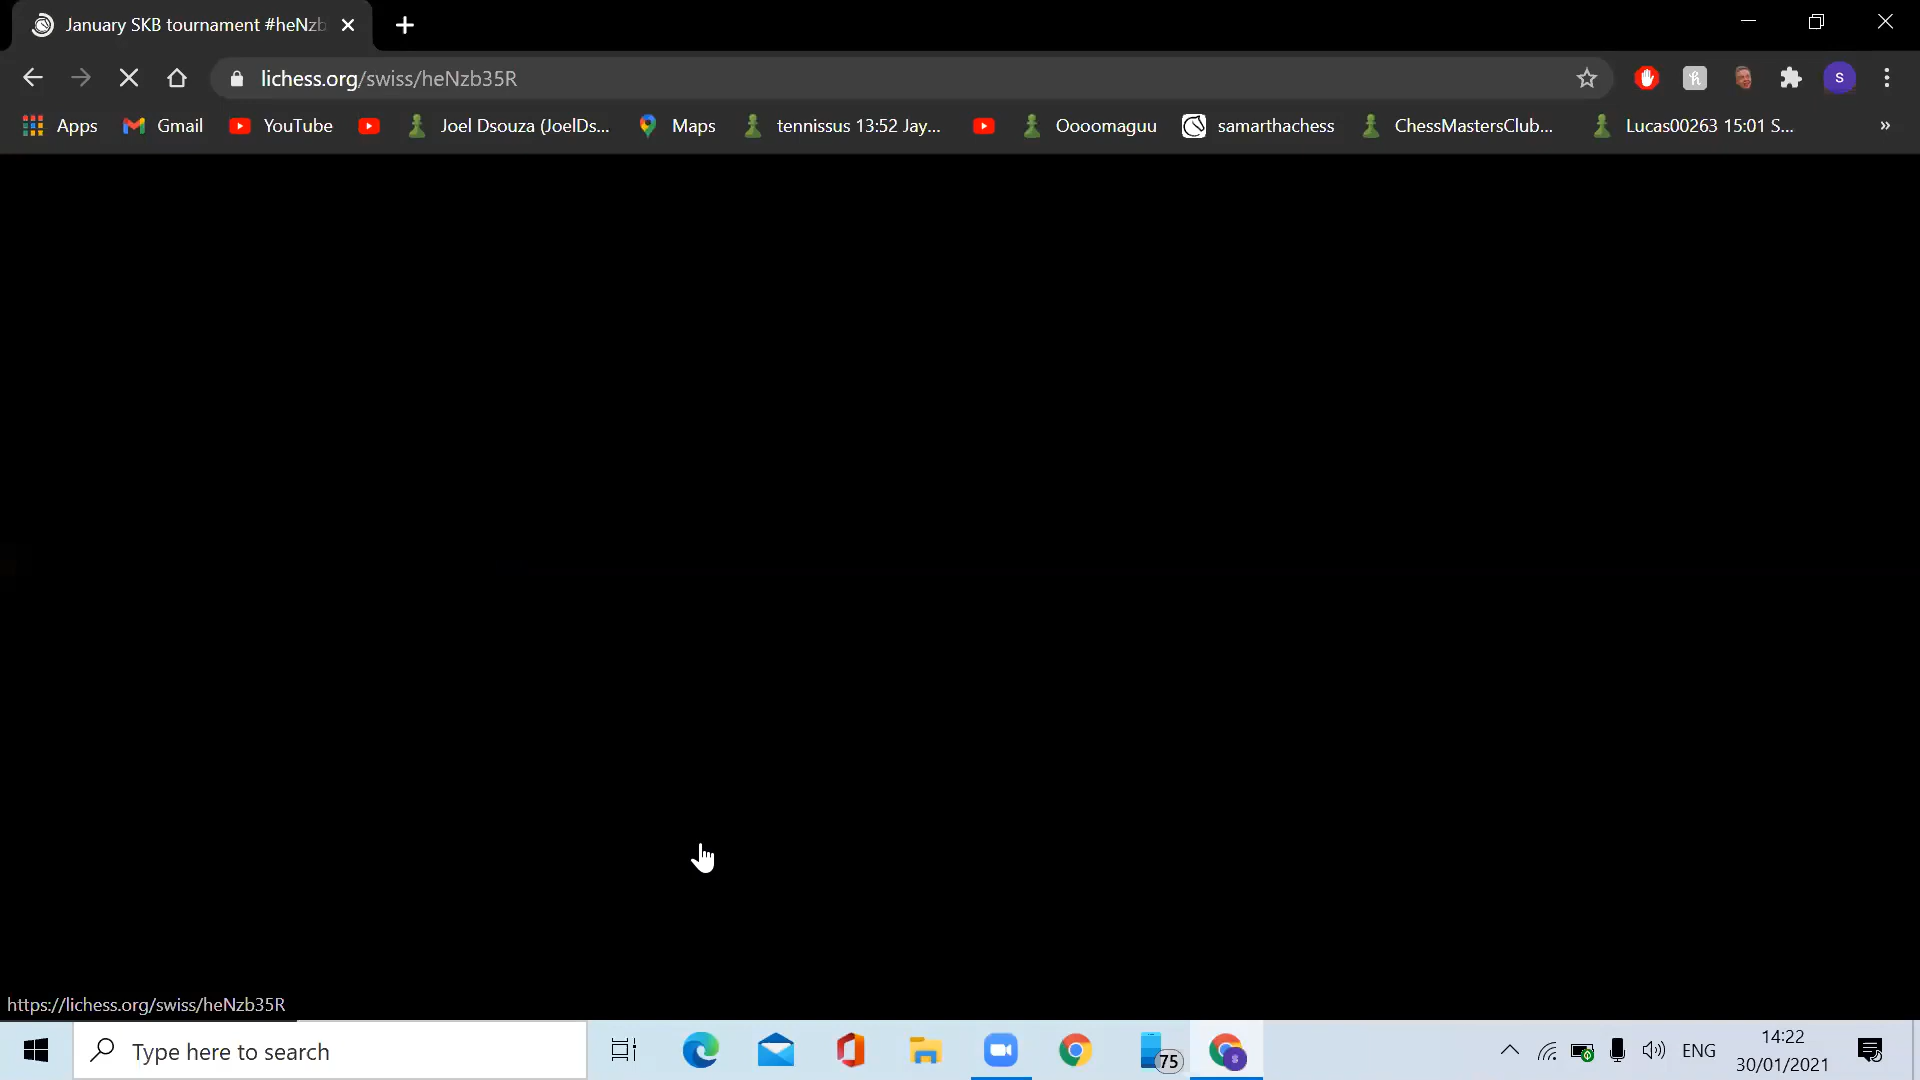 January SKB tournament #heNzb
lichess.org/swiss/heNzb35R
S
Apps
Gmail
YouTube
Joel Dsouza (JoelDs...
Maps
tennissus 13:52 Jay...
Oooomaguu
samarthachess
ChessMastersClub...
Lucas00263 15:01 S...
»
https://lichess.org/swiss/heNzb35R
Type here to search
75
S
ENG
14:22
30/01/2021